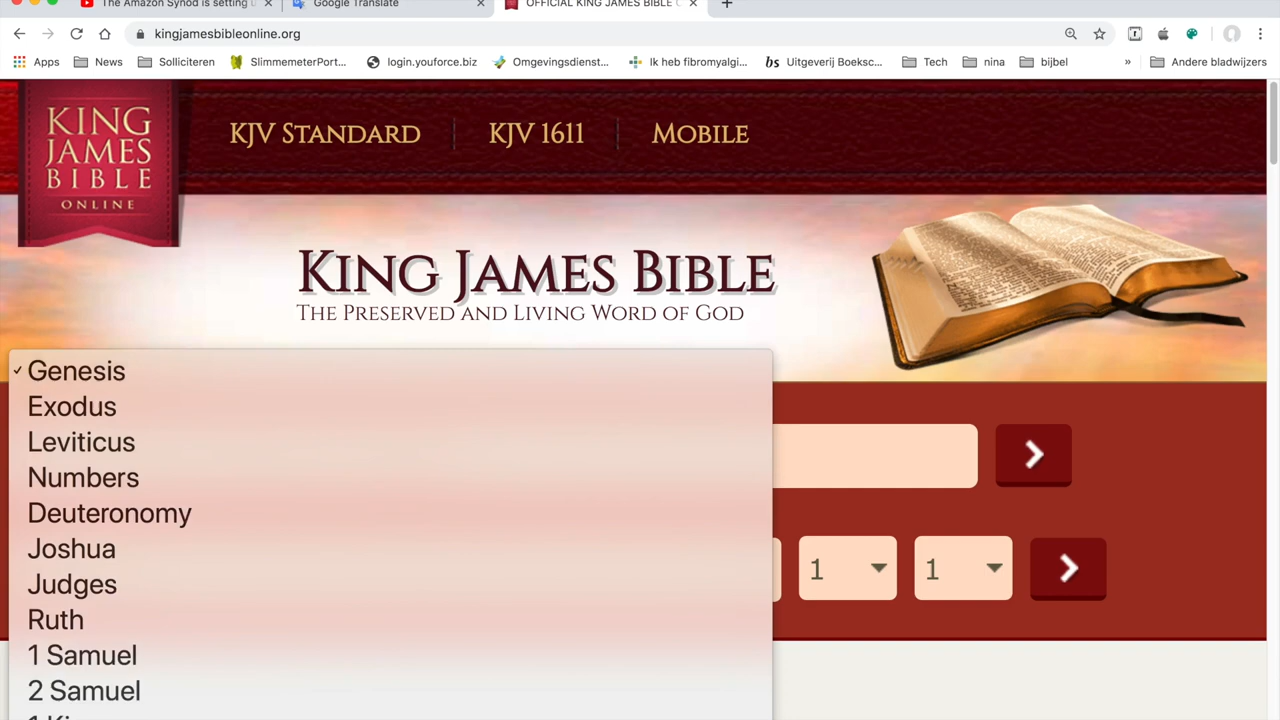 The Amazon Synod is setting
Google Translate
OFFICIAL KING JAMES BIBLE
kingjamesbibleonline.org
Apps
News
Solliciteren
SlimmemeterPort...
login.youforce.biz
Omgevingsdienst...
Ik heb fibromyalgi...
bs Uitgeverij Boeksc...
Tech
nina
bijbel
»
Andere bladwijzers
KING
JAMES
BIBLE
ONLINE
KJV STANDARD
KJV 1611
MOBILE
KING JAMES BIBLE
THE PRESERVED AND LIVING WORD OF GOD
✓ Genesis
Exodus
Leviticus
Numbers
Deuteronomy
Joshua
Judges
Ruth
1 Samuel
2 Samuel
1
1